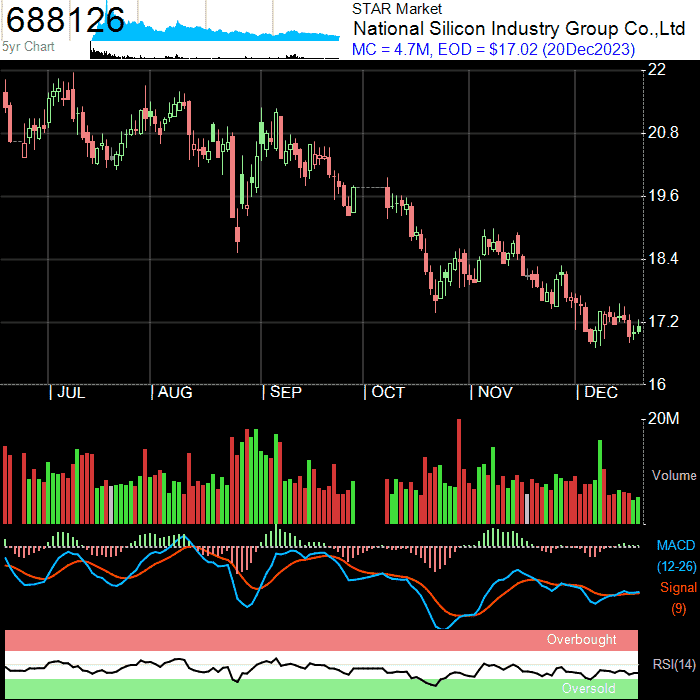 688126
5yr Chart
STAR Market
National Silicon Industry Group Co.,Ltd
MC = 4.7M, EOD = $17.02 (20Dec2023)
22
20.8
19.6
18.4
17.2
16
JUL
AUG
SEP
OCT
NOV
DEC
20M
Volume
MACD
(12-26)
Signal
(9)
Overbought
RSI(14)
Oversold